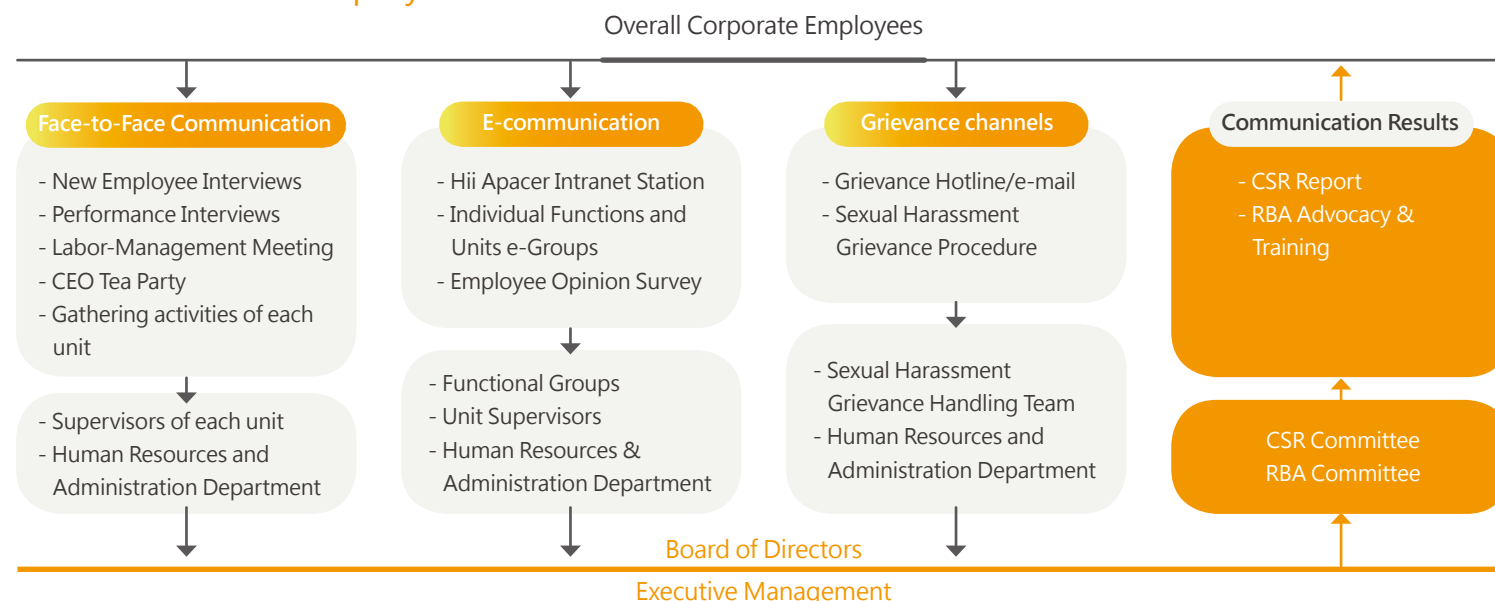 Overall Corporate Employees
Face-to-Face Communication
- New Employee Interviews
- Performance Interviews
- Labor-Management Meeting
- CEO Tea Party
- Gathering activities of each
unit
- Supervisors of each unit
- Human Resources and
Administration Department
E-communication
- Hii Apacer Intranet Station
- Individual Functions and
Units e-Groups
- Employee Opinion Survey
- Functional Groups
- Unit Supervisors
- Human Resources &
Administration Department
Grievance channels
- Grievance Hotline/e-mail
- Sexual Harassment
Grievance Procedure
- Sexual Harassment
Grievance Handling Team
- Human Resources and
Administration Department
Communication Results
- CSR Report
- RBA Advocacy &
Training
CSR Committee
RBA Committee
Board of Directors
Executive Management